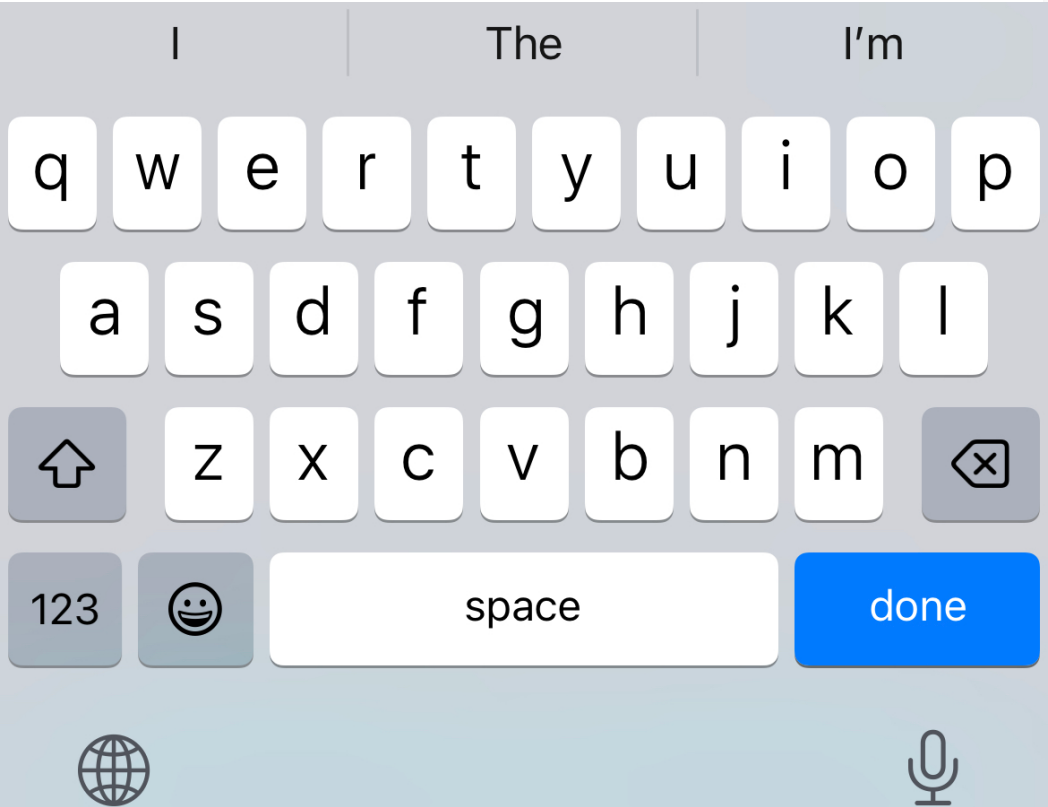 I The I’m
q w e r t y u i o p
a s d f g h j k l
z x c v b n m
123 space done